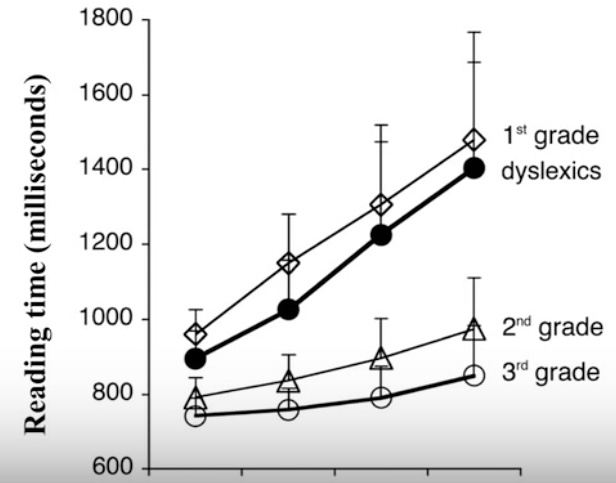 1800
1600
1400
1200
1000
800
600
Reading time (milliseconds)
1st grade
dyslexics
2nd grade
3rd grade